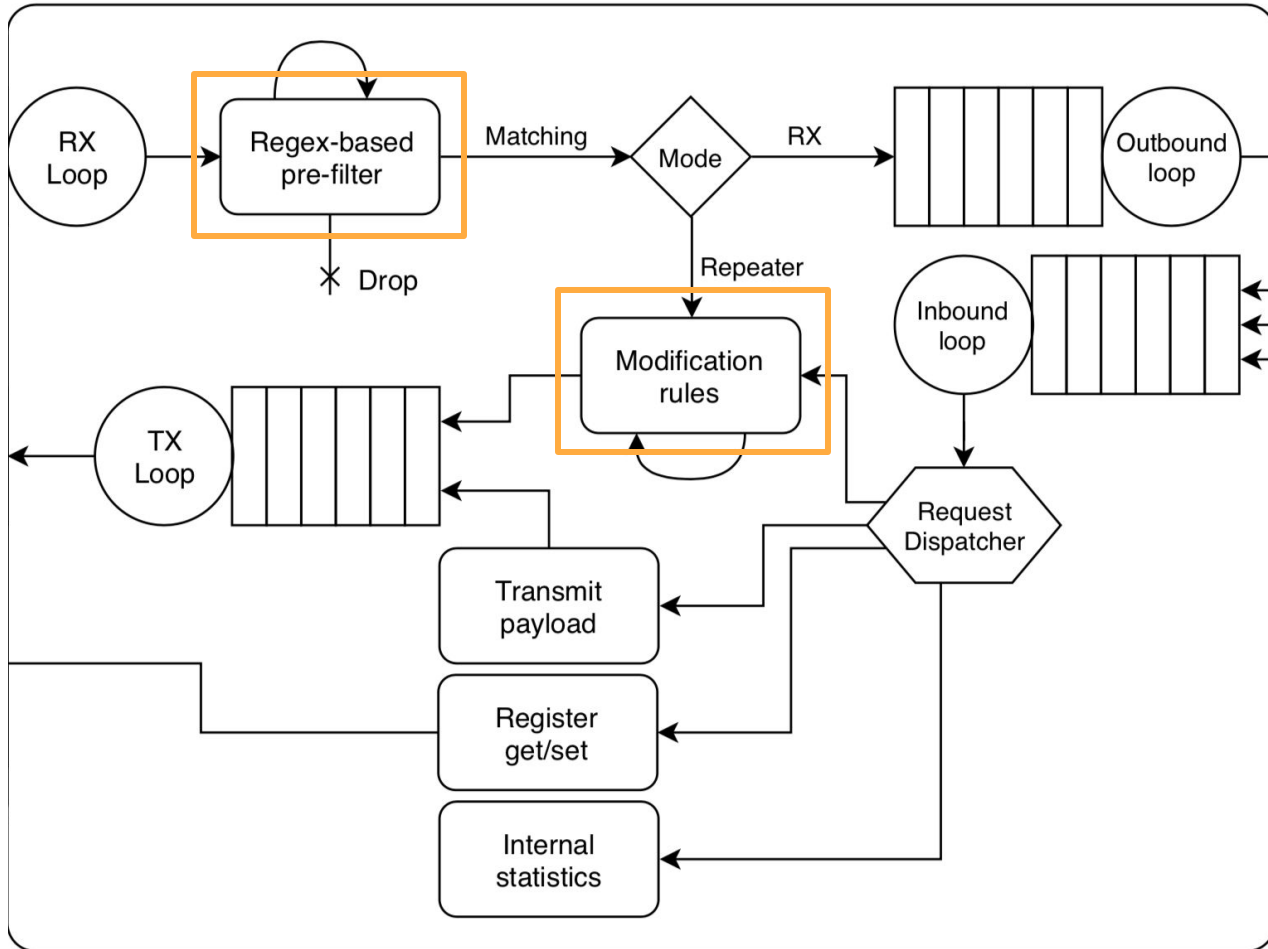 RX
Loop
Regex-based
pre-filter
Matching
Mode
RX
Outbound
loop
Drop
Repeater
Inbound
loop
Modification
rules
TX
Loop
Request
Dispatcher
Transmit
payload
Register
get/set
Internal
statistics